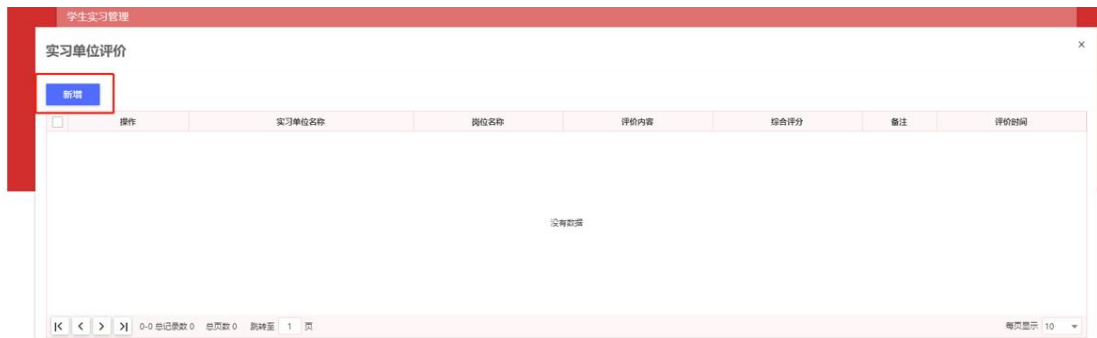 学生实习管理
实习单位评价
×
新增
操作 实习单位名称 岗位名称 评价内容 综合评分 备注 评价时间
没有数据
0-0 总记录数 0 总页数 0 跳转至 1 页 每页显示 10